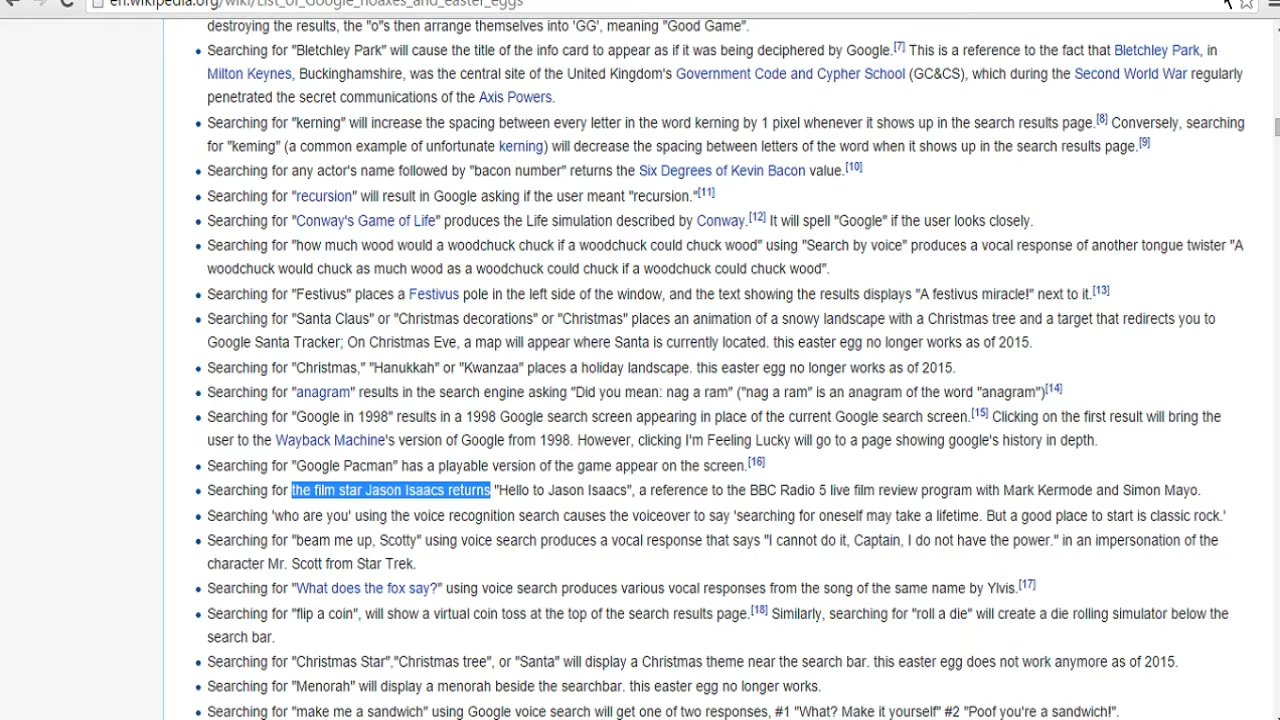 en.wikipedia.org/wiki/List_of_Google_hoaxes_and_easter_eggs
destroying the results, the "o"s then arrange themselves into 'GG', meaning "Good Game".
Searching for "Bletchley Park" will cause the title of the info card to appear as if it was being deciphered by Google.[7] This is a reference to the fact that Bletchley Park, in
Milton Keynes, Buckinghamshire, was the central site of the United Kingdom's Government Code and Cypher School (GC&CS), which during the Second World War regularly
penetrated the secret communications of the Axis Powers.
Searching for "kerning" will increase the spacing between every letter in the word kerning by 1 pixel whenever it shows up in the search results page.[8] Conversely, searching
for "keming" (a common example of unfortunate kerning) will decrease the spacing between letters of the word when it shows up in the search results page.[9]
Searching for any actor's name followed by "bacon number" returns the Six Degrees of Kevin Bacon value.[10]
Searching for "recursion" will result in Google asking if the user meant "recursion."[11]
Searching for "Conway's Game of Life" produces the Life simulation described by Conway.[12] It will spell "Google" if the user looks closely.
Searching for "how much wood would a woodchuck chuck if a woodchuck could chuck wood" using "Search by voice" produces a vocal response of another tongue twister "A
woodchuck would chuck as much wood as a woodchuck could chuck if a woodchuck could chuck wood".
Searching for "Festivus" places a Festivus pole in the left side of the window, and the text showing the results displays "A festivus miracle!" next to it.[13]
Searching for "Santa Claus" or "Christmas decorations" or "Christmas" places an animation of a snowy landscape with a Christmas tree and a target that redirects you to
Google Santa Tracker; On Christmas Eve, a map will appear where Santa is currently located. this easter egg no longer works as of 2015.
Searching for "Christmas," "Hanukkah" or "Kwanzaa" places a holiday landscape. this easter egg no longer works as of 2015.
Searching for "anagram" results in the search engine asking "Did you mean: nag a ram" ("nag a ram" is an anagram of the word "anagram")[14]
Searching for "Google in 1998" results in a 1998 Google search screen appearing in place of the current Google search screen.[15] Clicking on the first result will bring the
user to the Wayback Machine's version of Google from 1998. However, clicking I'm Feeling Lucky will go to a page showing google's history in depth.
Searching for "Google Pacman" has a playable version of the game appear on the screen.[16]
Searching for the film star Jason Isaacs returns "Hello to Jason Isaacs", a reference to the BBC Radio 5 live film review program with Mark Kermode and Simon Mayo.
Searching 'who are you' using the voice recognition search causes the voiceover to say 'searching for oneself may take a lifetime. But a good place to start is classic rock.'
Searching for "beam me up, Scotty" using voice search produces a vocal response that says "I cannot do it, Captain, I do not have the power." in an impersonation of the
character Mr. Scott from Star Trek.
Searching for "What does the fox say?" using voice search produces various vocal responses from the song of the same name by Ylvis.[17]
Searching for "flip a coin", will show a virtual coin toss at the top of the search results page.[18] Similarly, searching for "roll a die" will create a die rolling simulator below the
search bar.
Searching for "Christmas Star","Christmas tree", or "Santa" will display a Christmas theme near the search bar. this easter egg does not work anymore as of 2015.
Searching for "Menorah" will display a menorah beside the searchbar. this easter egg no longer works.
Searching for "make me a sandwich" using Google voice search will get one of two responses, #1 "What? Make it yourself" #2 "Poof you're a sandwich!".